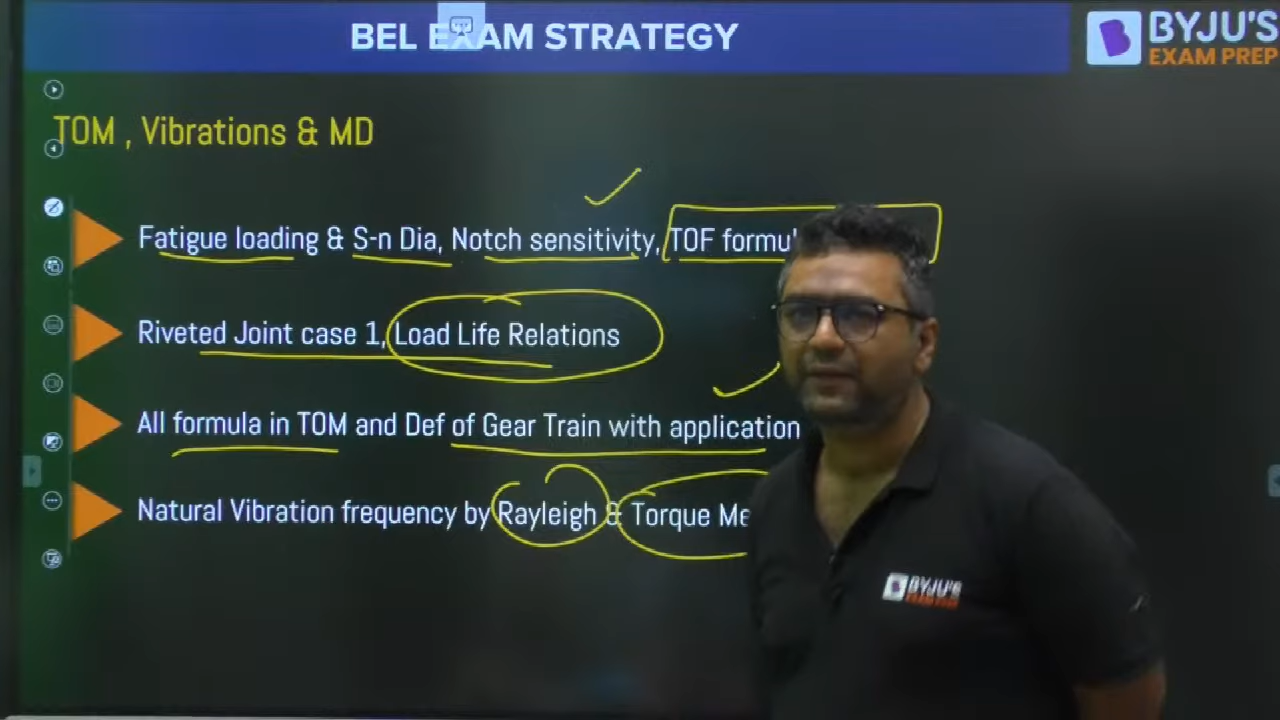 BEL EXAM STRATEGY
BYJU'S
EXAM PREP
TOM , Vibrations & MD
Fatigue loading & S-n Dia, Notch sensitivity, TOF
Riveted Joint case 1, Load Life Relations
All formula in TOM and Def of Gear Train with application
Natural Vibration frequency by Rayleigh & Torque
BYJU'S
EXAM PREP